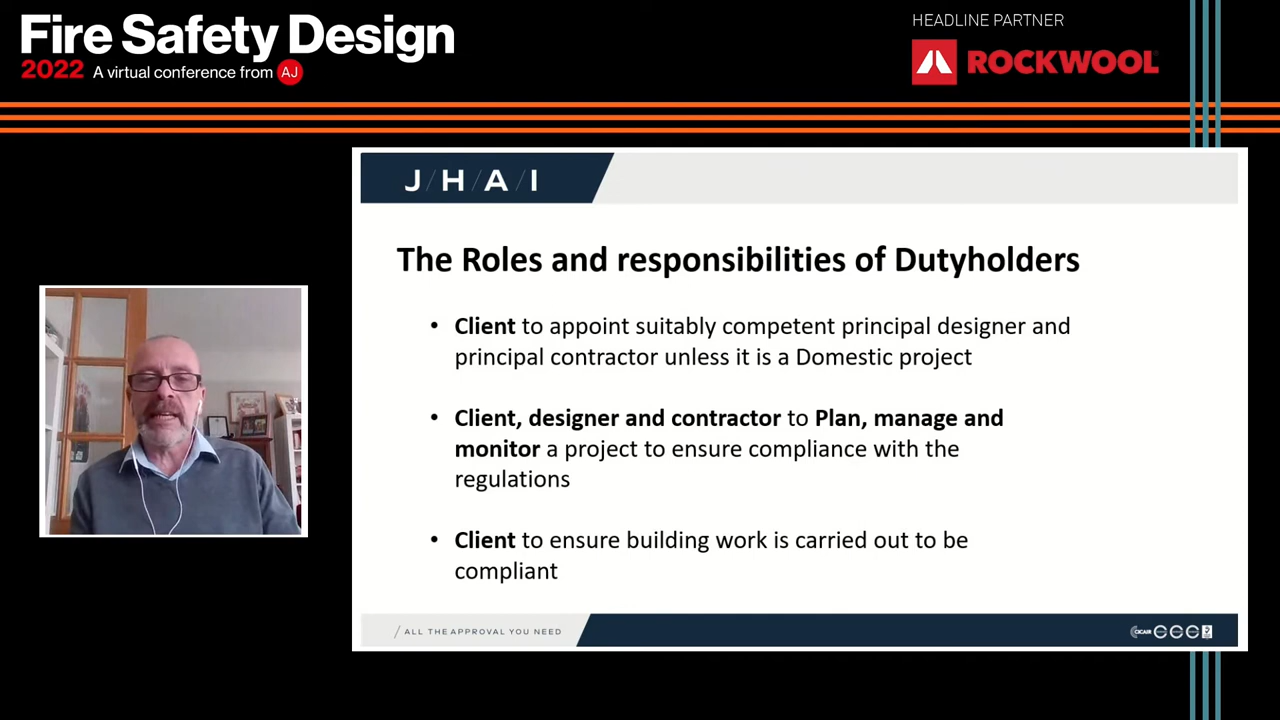 Fire Safety Design
2022 A virtual conference from AJ
HEADLINE PARTNER
ROCKWOOL
J/H/A/I
The Roles and responsibilities of Dutyholders
• Client to appoint suitably competent principal designer and
principal contractor unless it is a Domestic project
• Client, designer and contractor to Plan, manage and
monitor a project to ensure compliance with the
regulations
• Client to ensure building work is carried out to be
compliant
/ ALL THE APPROVAL YOU NEED
CICAIR